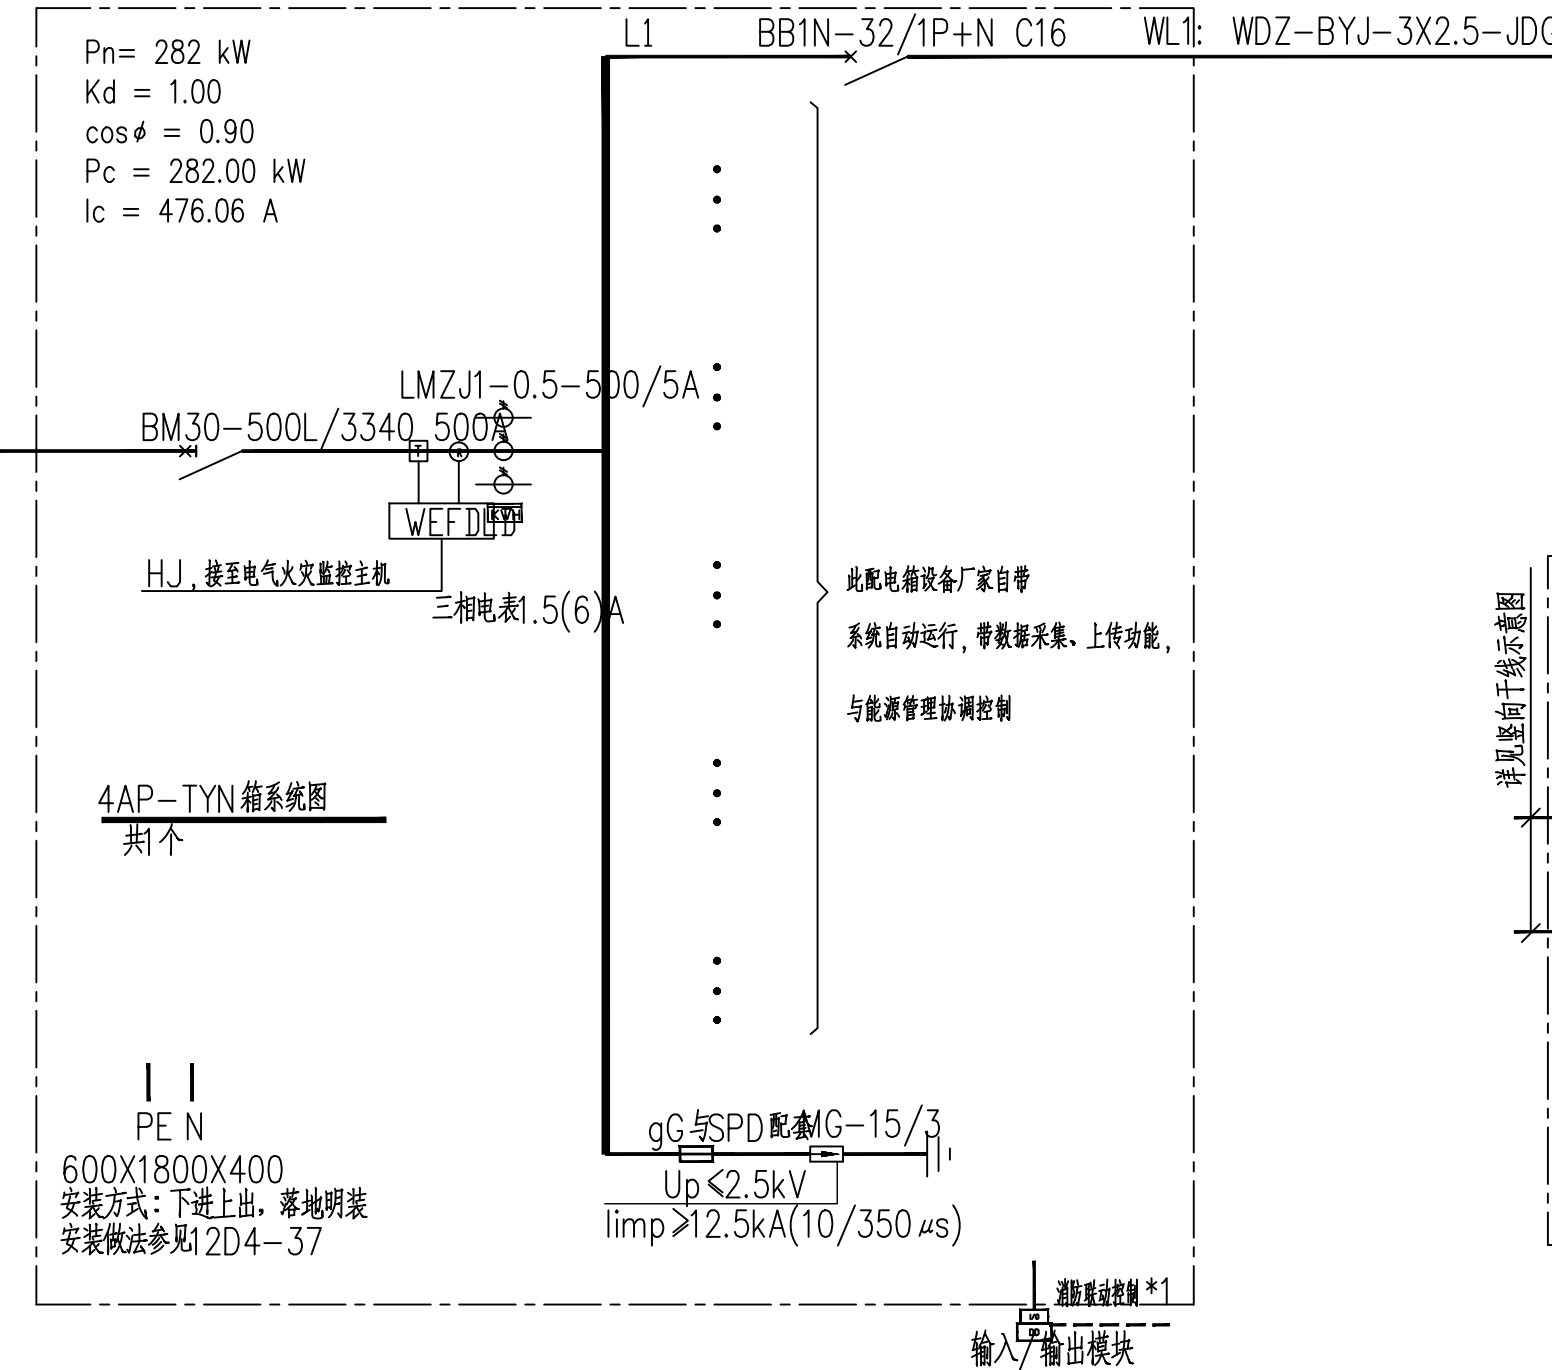 Pn= 282 kW
Kd = 1.00
cosφ = 0.90
Pc = 282.00 kW
Ic = 476.06 A
L1
BB1N-32/1P+N C16
WL1: WDZ-BYJ-3X2.5-JDG
LMZJ1-0.5-500/5A
BM30-500L/3340 500A
T
R
WEFDLD
KWH
HJ,接至电气火灾监控主机
三相电表1.5(6)A
此配电箱设备厂家自带
系统自动运行,带数据采集、上传功能,
与能源管理协调控制
详见竖向干线示意图
4AP-TYN箱系统图
共1个
PE N
600X1800X400
安装方式:下进上出,落地明装
安装做法参见12D4-37
gG与SPD配套
MG-15/3
Up≤2.5kV
Iimp≥12.5kA(10/350μs)
消防联动控制*1
I/O
输入/输出模块